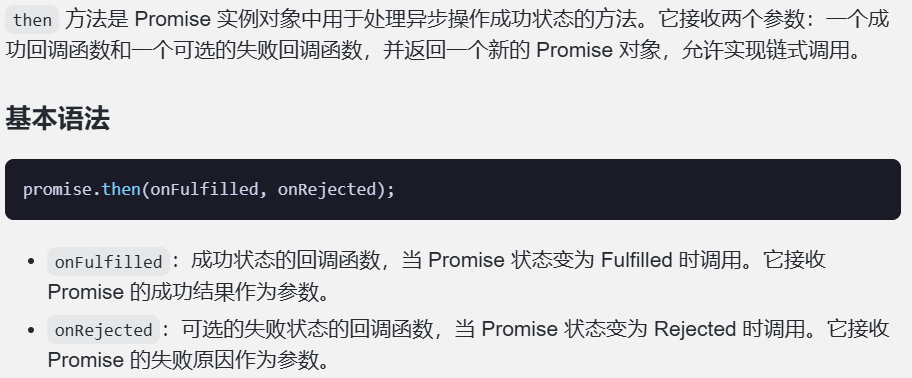 then 方法是 Promise 实例对象中用于处理异步操作成功状态的方法。它接收两个参数：一个成
功回调函数和一个可选的失败回调函数，并返回一个新的 Promise 对象，允许实现链式调用。
基本语法
promise.then(onFulfilled, onRejected);
• onFulfilled：成功状态的回调函数，当 Promise 状态变为 Fulfilled 时调用。它接收
Promise 的成功结果作为参数。
• onRejected：可选的失败状态的回调函数，当 Promise 状态变为 Rejected 时调用。它接收
Promise 的失败原因作为参数。